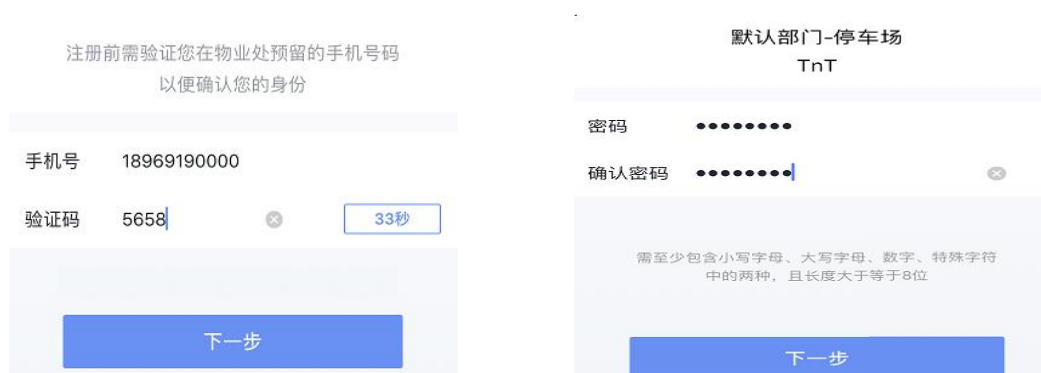 注册前需验证您在物业处预留的手机号码
以便确认您的身份
手机号 18969190000
验证码 5658 33秒
下一步
默认部门-停车场
TnT
密码 ••••••••
确认密码 ••••••••
需至少包含小写字母、大写字母、数字、特殊字符
中的两种，且长度大于等于8位
下一步